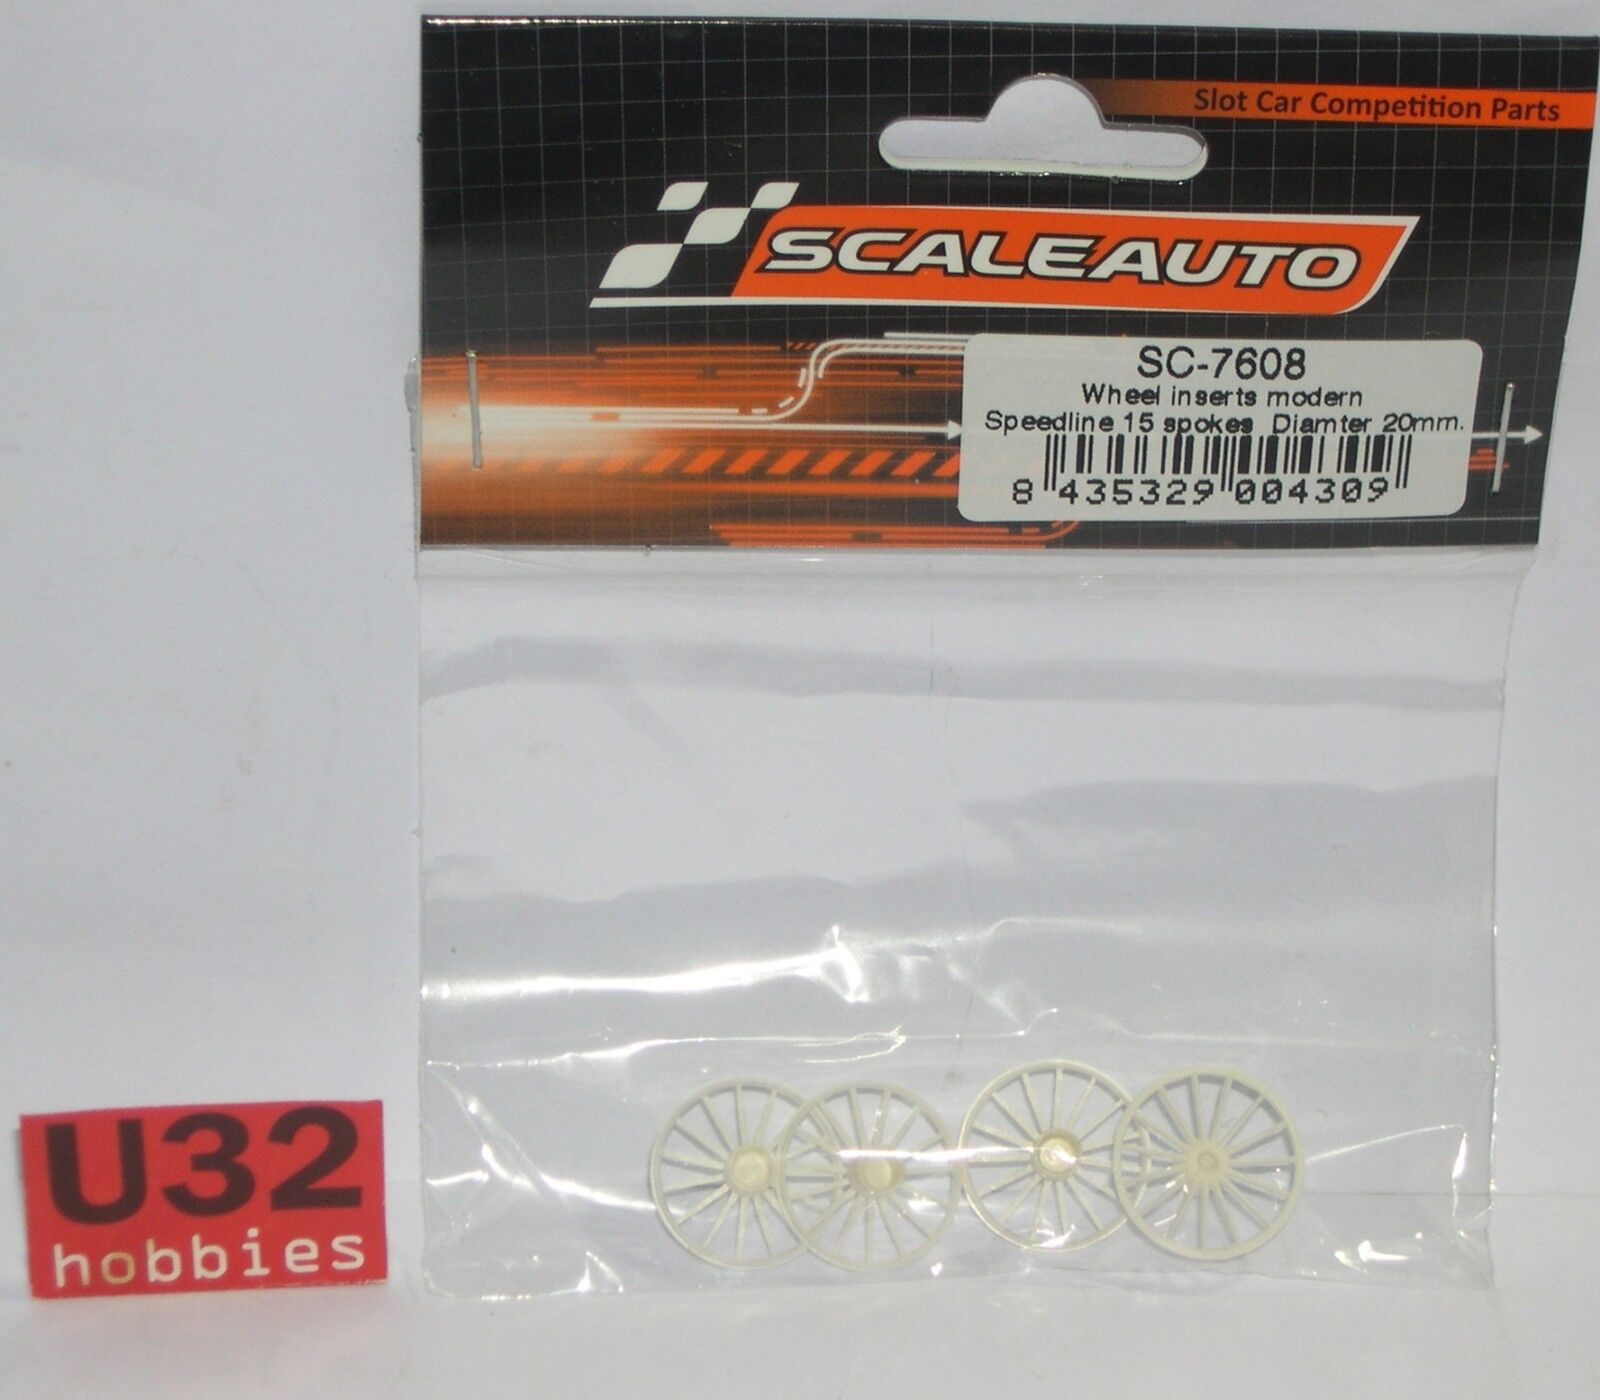 Slot Car Competition Parts
SCALEAUTO
SC-7608
Wheel inserts modern
Speedline 15 spokes Diamter 20mm.
8 435329 004309
U32
hobbies